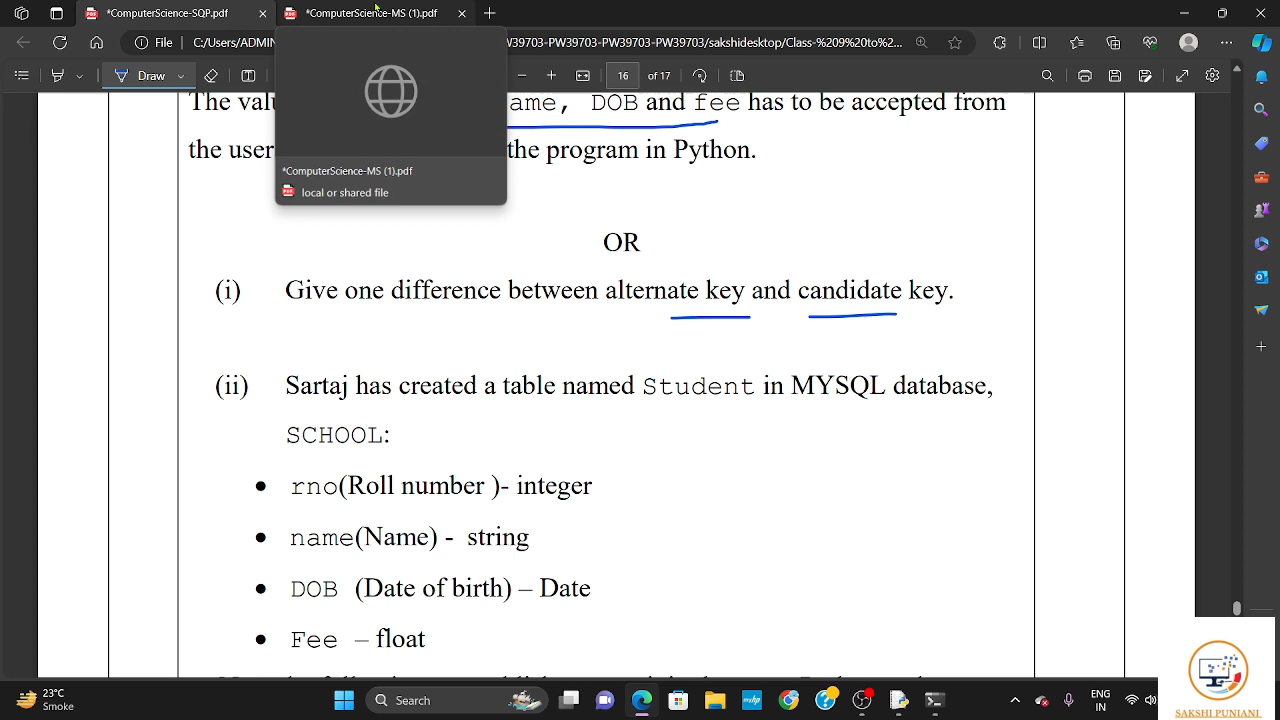 *ComputerScience-SQP.pdf
*ComputerScience-MS (1).pdf
File
C:/Users/ADMIN
W39703-PW39703-PW39703/sakshidesktop/Class-%209%20to%2...
Draw
16
of 17
*ComputerScience-MS (1).pdf
local or shared file
The valu
ame, DOB and fee has to be accepted from
the user
the program in Python.
OR
(i) Give one difference between alternate key and candidate key.
(ii) Sartaj has created a table named Student in MYSQL database,
SCHOOL:
• rno(Roll number )- integer
• name(Name) - string
• DOB (Date of birth) – Date
• Fee – float
23°C
Smoke
Search
ENG
IN
SAKSHI PUNIANI